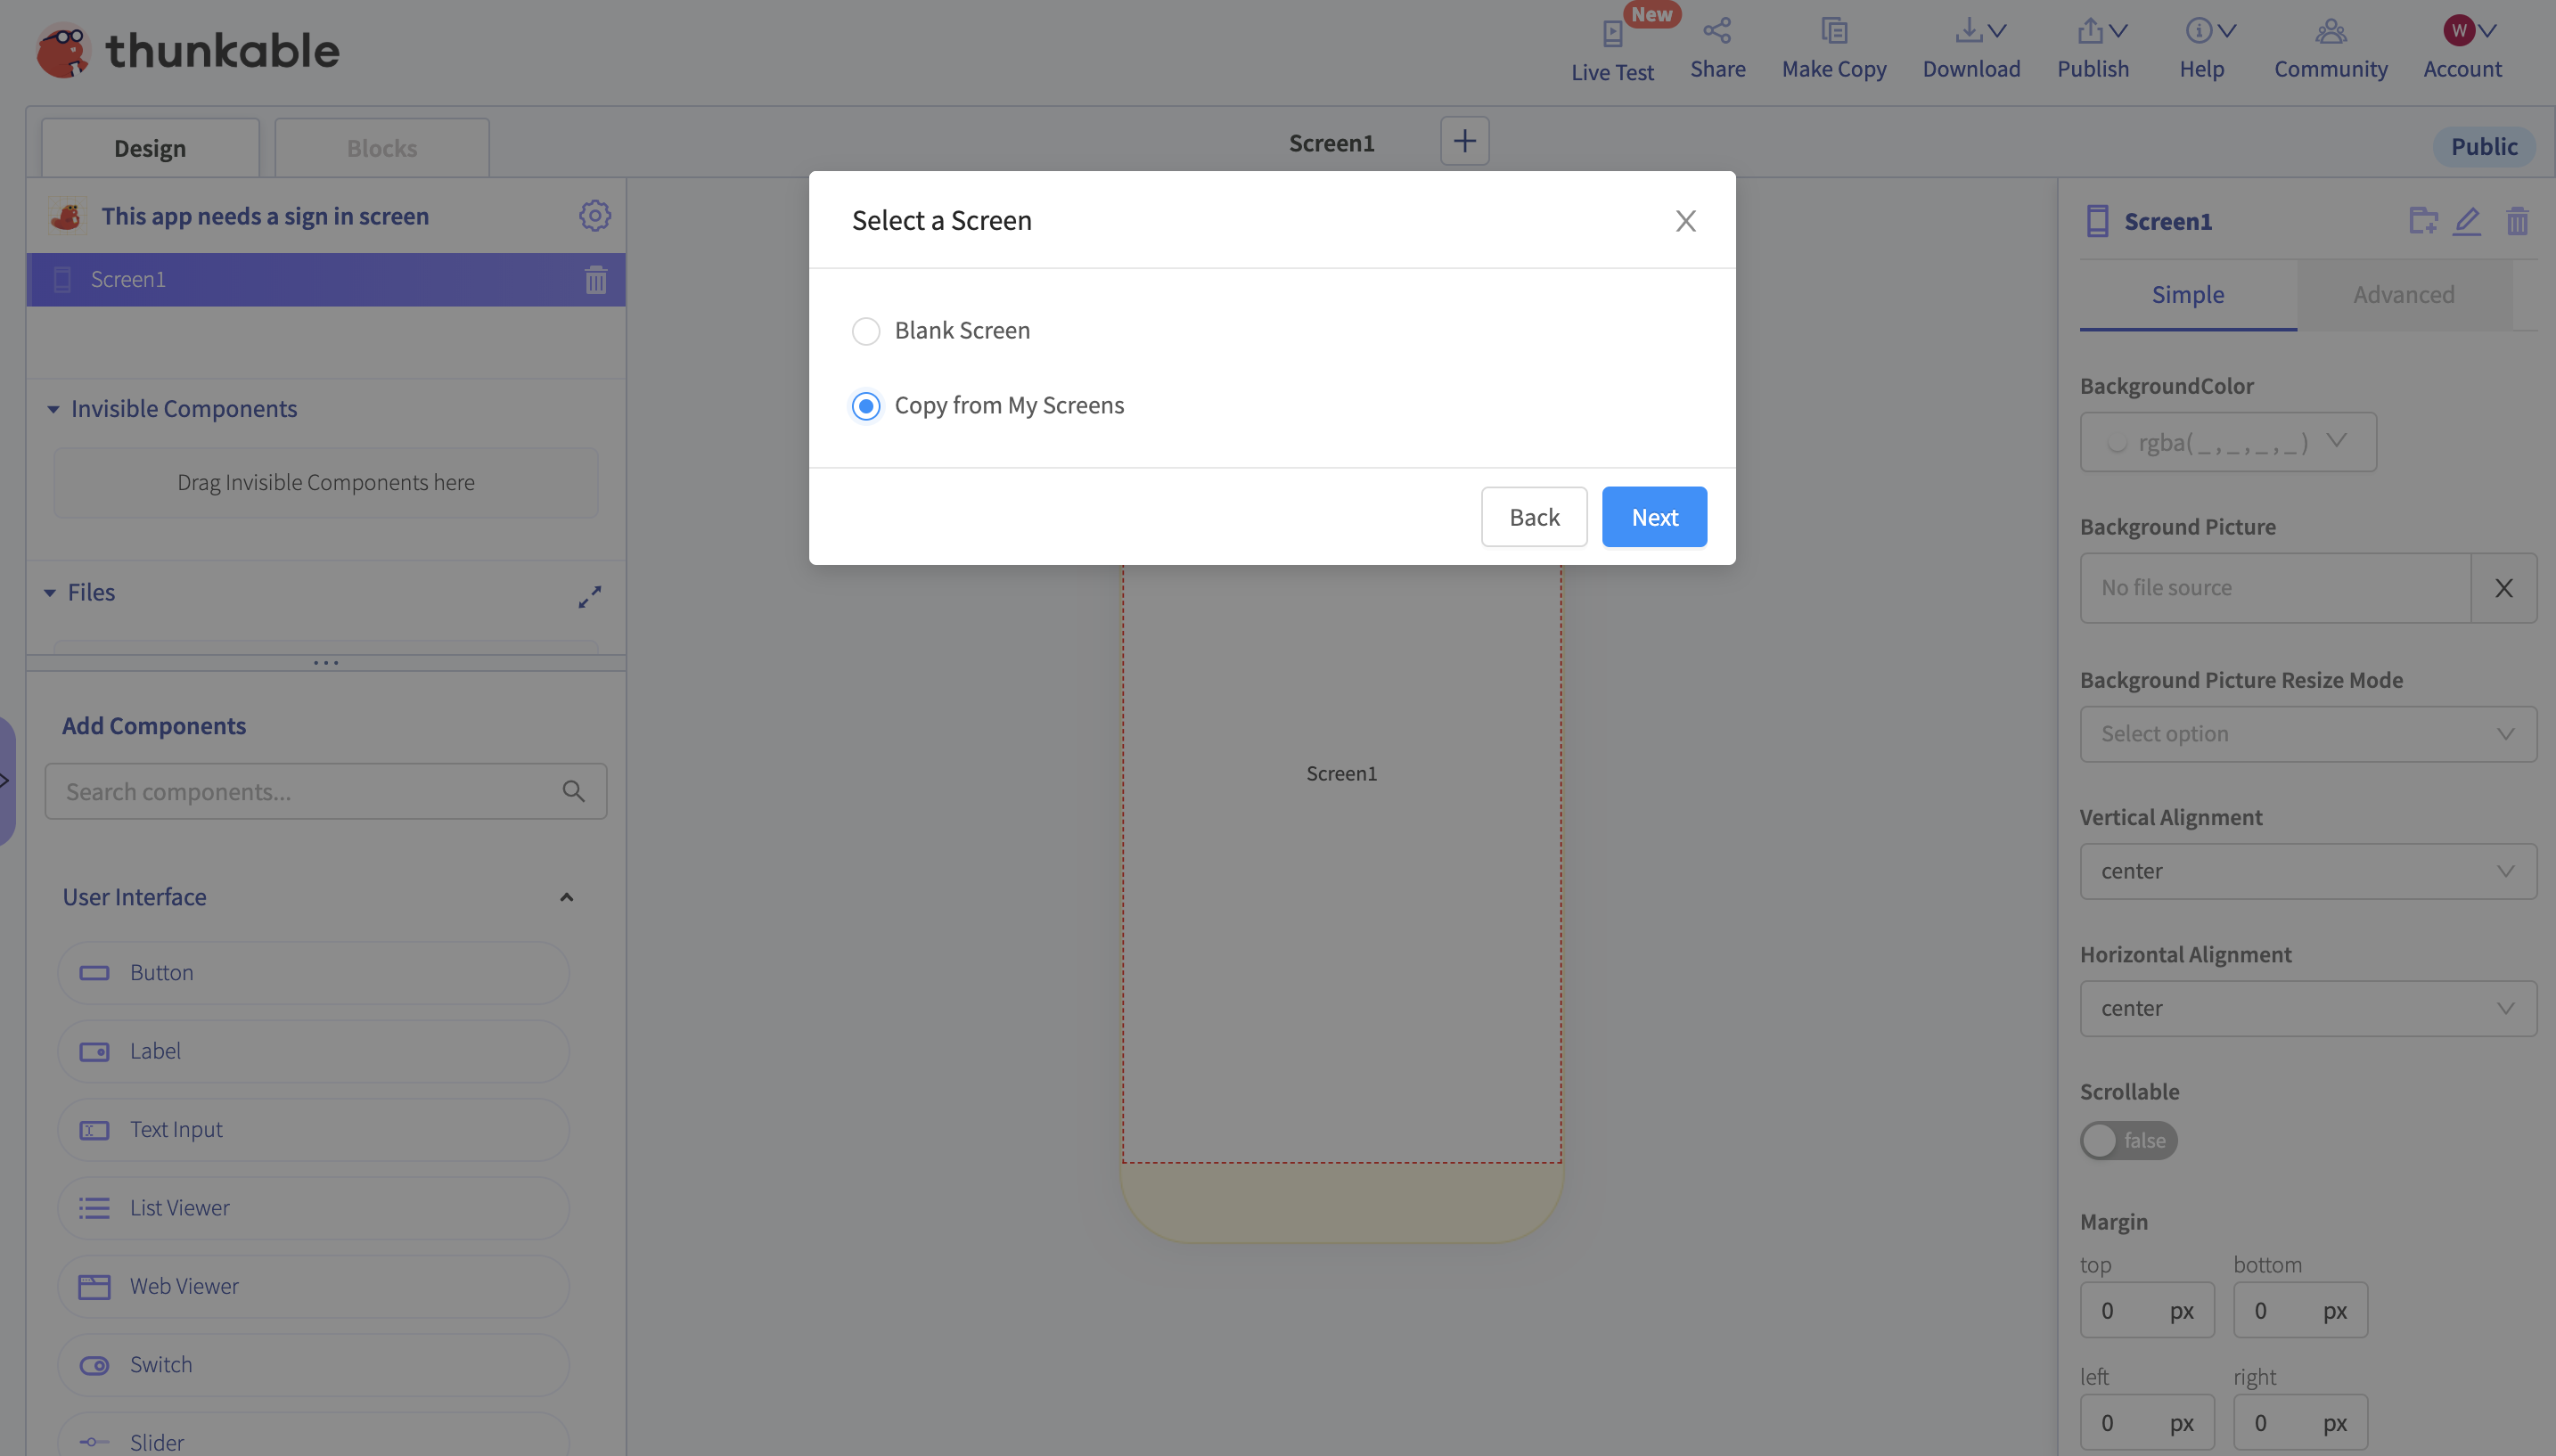 thunkable
New
Live Test
Share
Make Copy
Download
Publish
Help
W
Community
Account
Design
Blocks
Screen1
Public
This app needs a sign in screen
Screen1
Invisible Components
Drag Invisible Components here
Files
Add Components
Search components...
User Interface
Button
Label
Text Input
List Viewer
Web Viewer
Switch
Slider
Select a Screen
Blank Screen
Copy from My Screens
Back
Next
Screen1
Screen1
Simple
Advanced
BackgroundColor
rgba( _ , _ , _ , _ )
Background Picture
No file source
X
Background Picture Resize Mode
Select option
Vertical Alignment
center
Horizontal Alignment
center
Scrollable
false
Margin
top
bottom
0 px
0 px
left
right
0 px
0 px